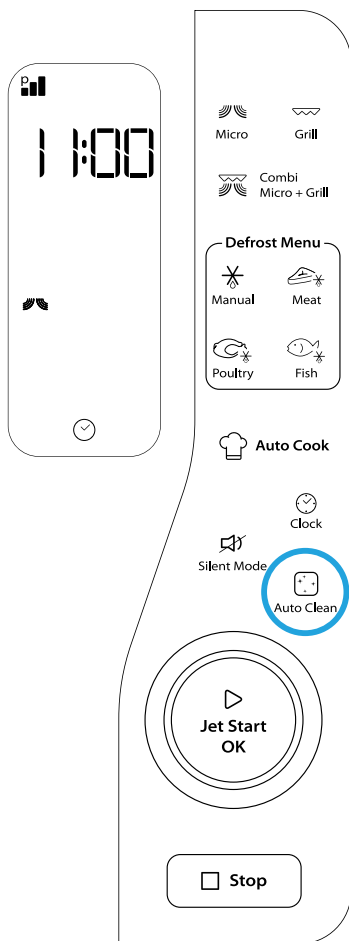 P
11:00
Micro
Grill
Combi
Micro + Grill
Defrost Menu
Manual
Meat
Poultry
Fish
Auto Cook
Clock
Silent Mode
Auto Clean
Jet Start
OK
Stop